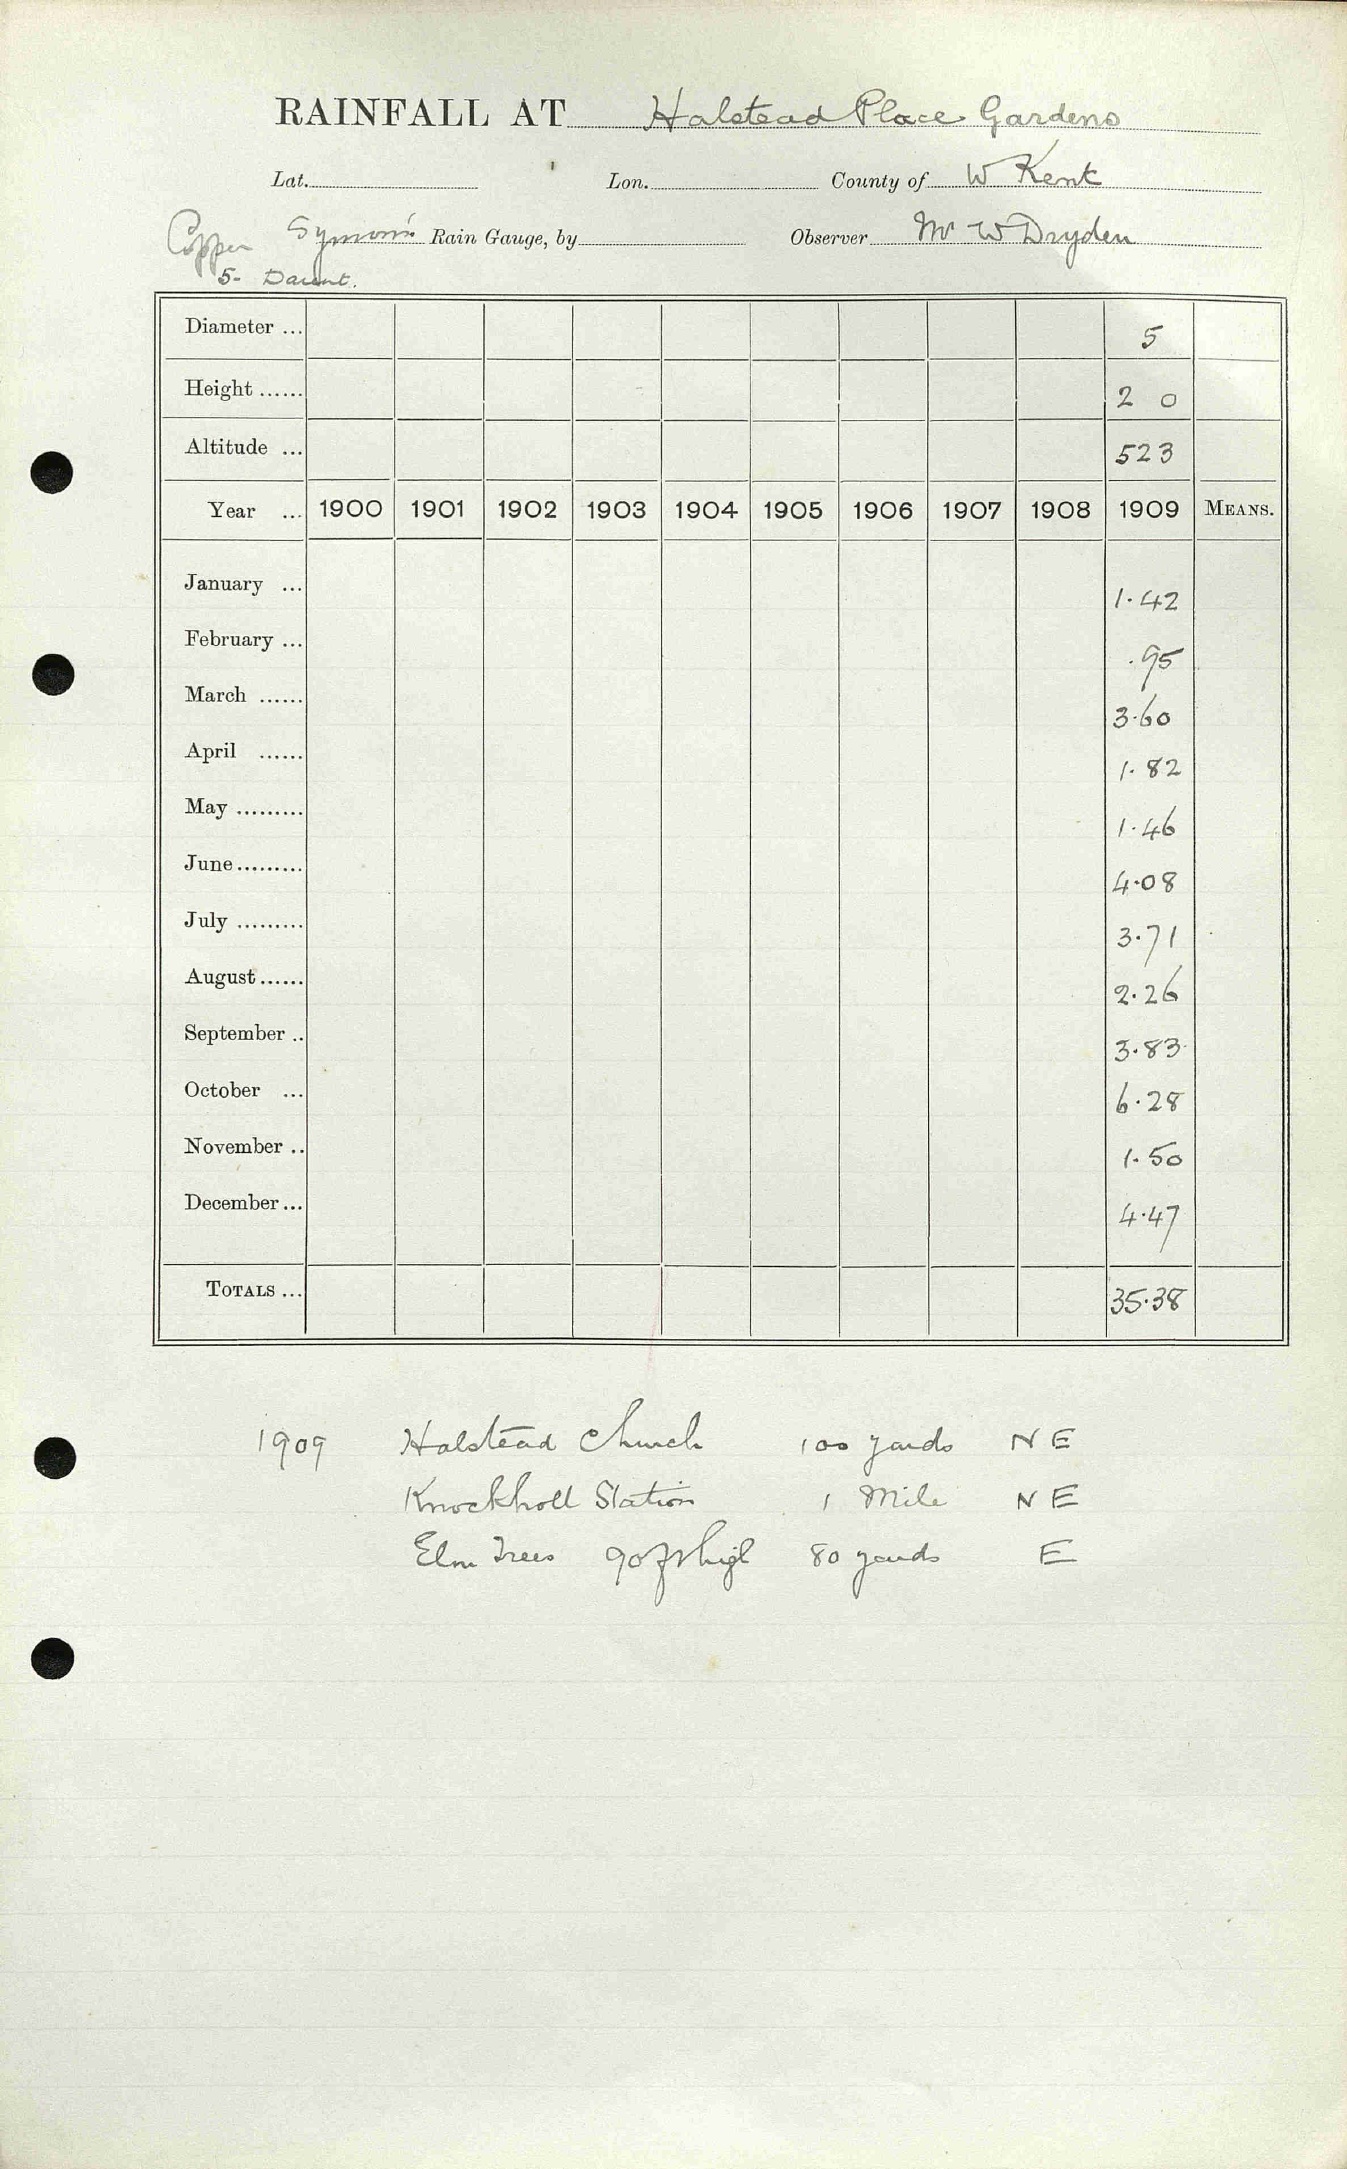 RAINFALL AT Halstead Place Gardens
Lat. Lon. County of W Kent
Copper Symons Rain Gauge, by Observer Mr W Dryden
5- Darent.
Diameter ... 5
Height ...... 2 0
Altitude ... 523
Year ... 1900 1901 1902 1903 1904 1905 1906 1907 1908 1909 MEANS.
January ... 1.42
February ... .95
March ...... 3.60
April ...... 1.82
May ......... 1.46
June ......... 4.08
July ......... 3.71
August ...... 2.26
September .. 3.83
October ... 6.28
November .. 1.50
December ... 4.47
TOTALS ... 35.38
1909 Halstead Church 100 yards NE
Knockholl Station 1 Mile NE
Elm Trees 90ft high 80 yards E